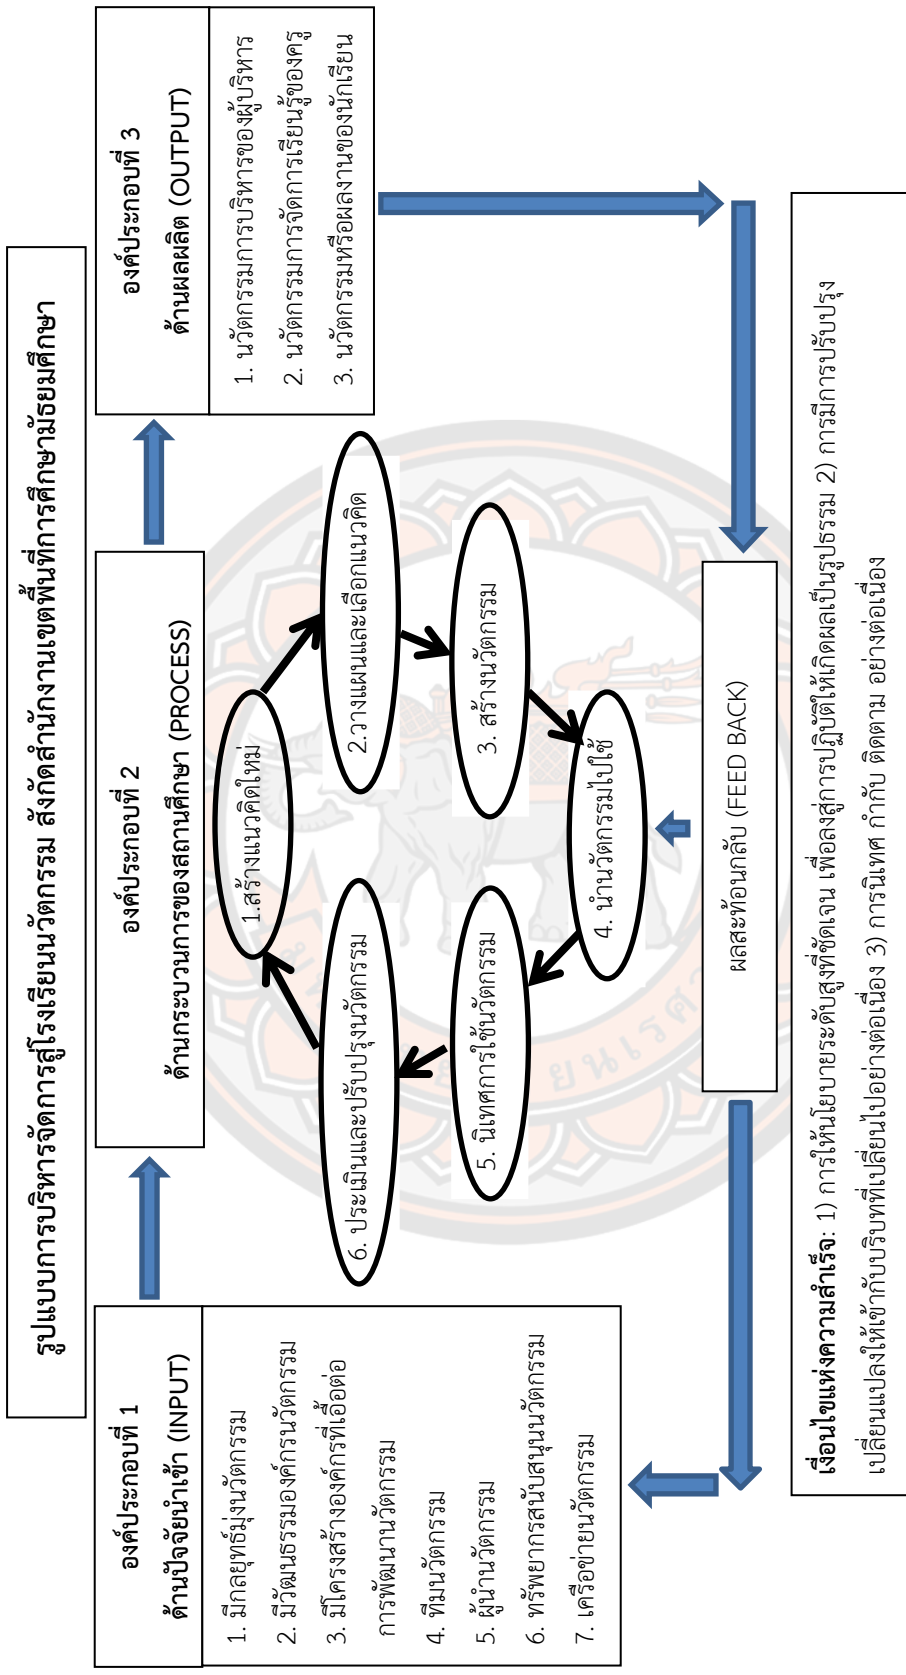 รูปแบบการบริหารจัดการสู่โรงเรียนนวัตกรรม สังกัดสำนักงานเขตพื้นที่การศึกษามัธยมศึกษา
องค์ประกอบที่ 1
ด้านปัจจัยนำเข้า (INPUT)
1. มีกลยุทธ์มุ่งนวัตกรรม
2. มีวัฒนธรรมองค์กรนวัตกรรม
3. มีโครงสร้างองค์กรที่เอื้อต่อ
การพัฒนานวัตกรรม
4. ทีมนวัตกรรม
5. ผู้นำนวัตกรรม
6. ทรัพยากรสนับสนุนนวัตกรรม
7. เครือข่ายนวัตกรรม
องค์ประกอบที่ 2
ด้านกระบวนการของสถานศึกษา (PROCESS)
1.สร้างแนวคิดใหม่
2.วางแผนและเลือกแนวคิด
3. สร้างนวัตกรรม
4. นำนวัตกรรมไปใช้
5. นิเทศการใช้นวัตกรรม
6. ประเมินและปรับปรุงนวัตกรรม
องค์ประกอบที่ 3
ด้านผลผลิต (OUTPUT)
1. นวัตกรรมการบริหารของผู้บริหาร
2. นวัตกรรมการจัดการเรียนรู้ของครู
3. นวัตกรรมหรือผลงานของนักเรียน
ผลสะท้อนกลับ (FEED BACK)
เงื่อนไขแห่งความสำเร็จ: 1) การให้นโยบายระดับสูงที่ชัดเจน เพื่อลงสู่การปฏิบัติให้เกิดผลเป็นรูปธรรม 2) การมีการปรับปรุง
เปลี่ยนแปลงให้เข้ากับบริบทที่เปลี่ยนไปอย่างต่อเนื่อง 3) การนิเทศ กำกับ ติดตาม อย่างต่อเนื่อง